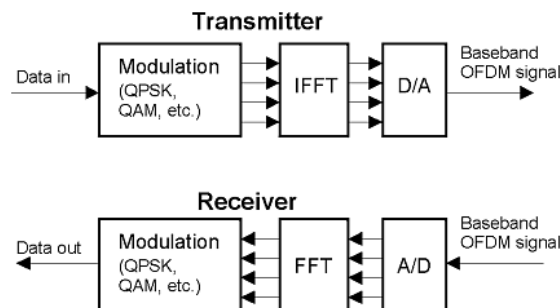 Transmitter
Data in
Modulation
(QPSK,
QAM, etc.)
IFFT
D/A
Baseband
OFDM signal
Receiver
Data out
Modulation
(QPSK,
QAM, etc.)
FFT
A/D
Baseband
OFDM signal